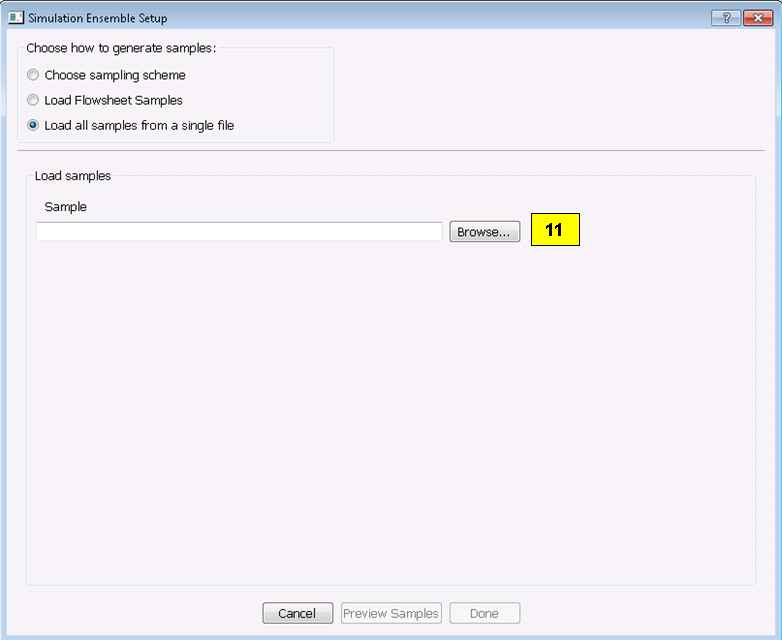 Simulation Ensemble Setup
Choose how to generate samples:
Choose sampling scheme
Load Flowsheet Samples
Load all samples from a single file
Load samples
Sample
Browse...
11
Cancel
Preview Samples
Done